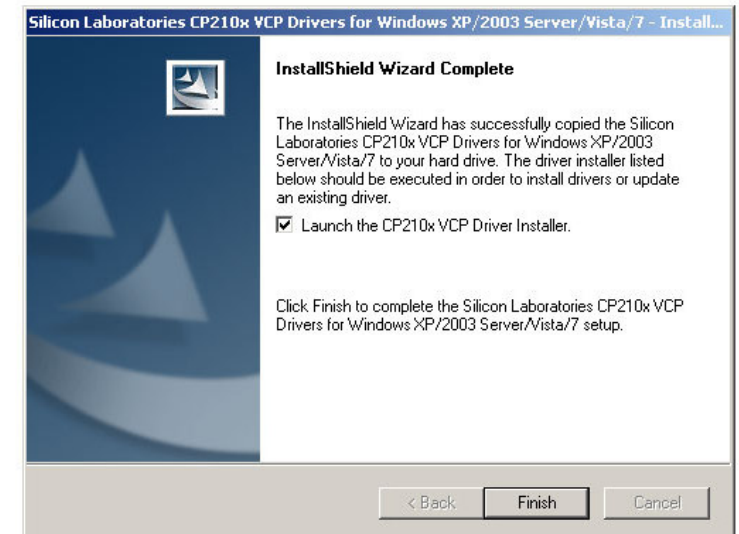 Silicon Laboratories CP210x VCP Drivers for Windows XP/2003 Server/Vista/7 - Install...
InstallShield Wizard Complete
The InstallShield Wizard has successfully copied the Silicon
Laboratories CP210x VCP Drivers for Windows XP/2003
Server/Vista/7 to your hard drive. The driver installer listed
below should be executed in order to install drivers or update
an existing driver.
Launch the CP210x VCP Driver Installer.
Click Finish to complete the Silicon Laboratories CP210x VCP
Drivers for Windows XP/2003 Server/Vista/7 setup.
< Back Finish Cancel